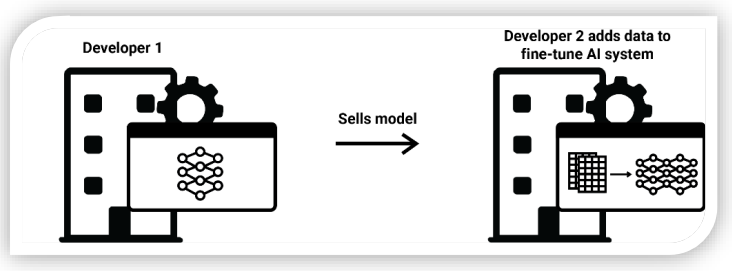 Developer 1
Sells model
Developer 2 adds data to
fine-tune AI system